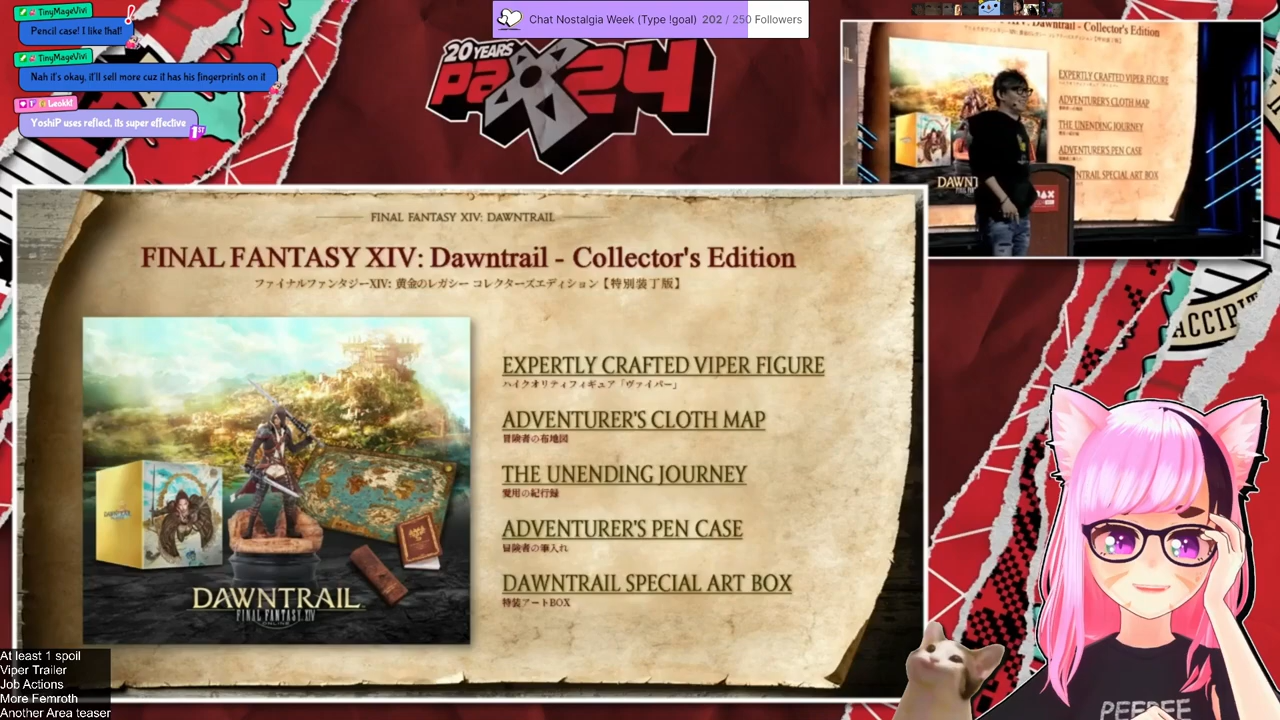 TinyMageViVi
Pencil case! I like that!
TinyMageViVi
Nah it's okay, it'll sell more cuz it has his fingerprints on it
Leokkt
YoshiP uses reflect, its super effective
1ST
Chat Nostalgia Week (Type !goal) 202 / 250 Followers
20 YEARS
PAX24
FINAL FANTASY XIV: DAWNTRAIL
FINAL FANTASY XIV: Dawntrail - Collector's Edition
ファイナルファンタジーXIV: 黄金のレガシー コレクターズエディション【特別装丁版】
EXPERTLY CRAFTED VIPER FIGURE
ハイクオリティフィギュア「ヴァイパー」
ADVENTURER'S CLOTH MAP
冒険者の布地図
THE UNENDING JOURNEY
愛用の紀行録
ADVENTURER'S PEN CASE
冒険者の筆入れ
DAWNTRAIL SPECIAL ART BOX
特装アートBOX
DAWNTRAIL
FINAL FANTASY XIV
ONLINE
Dawntrail - Collector's Edition
EXPERTLY CRAFTED VIPER FIGURE
ADVENTURER'S CLOTH MAP
THE UNENDING JOURNEY
ADVENTURER'S PEN CASE
NTRAIL SPECIAL ART BOX
DAWNT
PAX
ACCIPIT
At least 1 spoil
Viper Trailer
Job Actions
More Femroth
Another Area teaser